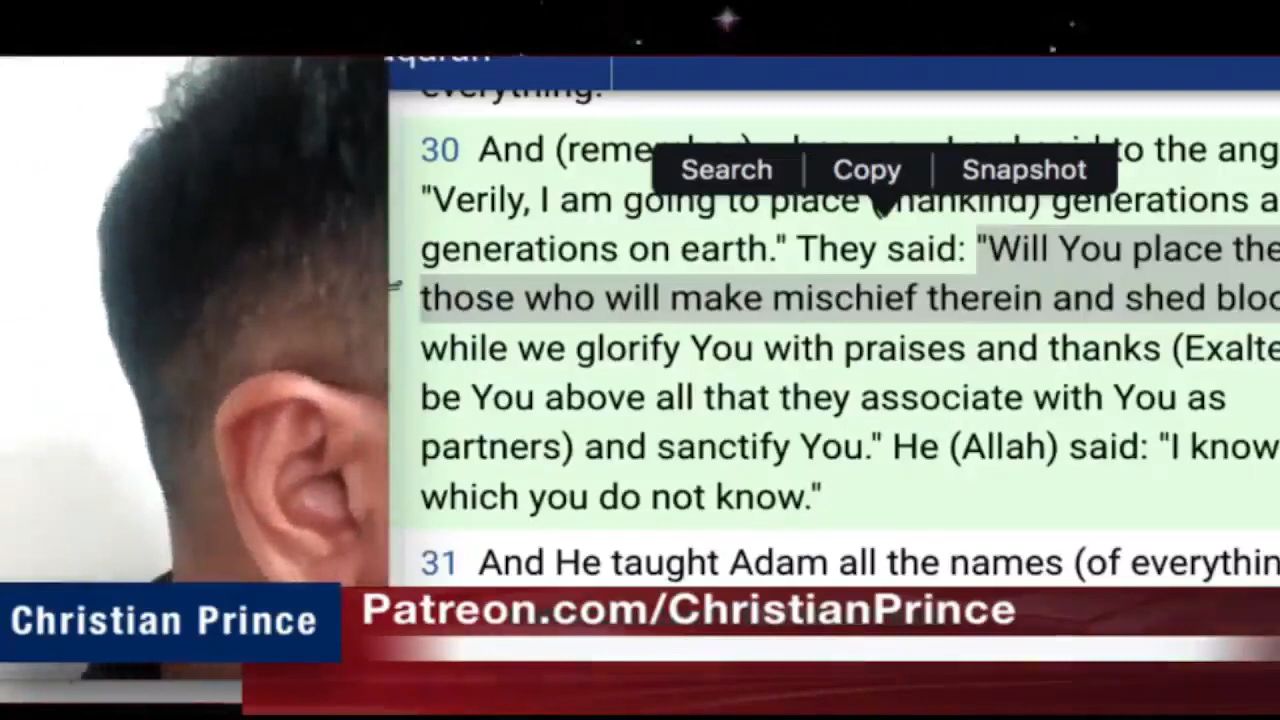 everything.
30 And (remember) to the ang
Search Copy Snapshot
"Verily, I am going to place (mankind) generations a
generations on earth." They said: "Will You place the
those who will make mischief therein and shed bloo
while we glorify You with praises and thanks (Exalte
be You above all that they associate with You as
partners) and sanctify You." He (Allah) said: "I know
which you do not know."
31 And He taught Adam all the names (of everythin
Christian Prince
Patreon.com/ChristianPrince